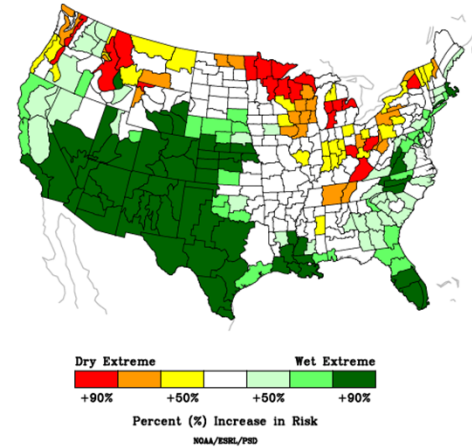 Dry Extreme Wet Extreme
+90% +50% +50% +90%
Percent (%) Increase in Risk
NOAA/ESRL/PSD